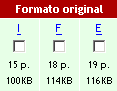 Formato original
I F E
15 p. 18 p. 19 p.
100KB 114KB 116KB